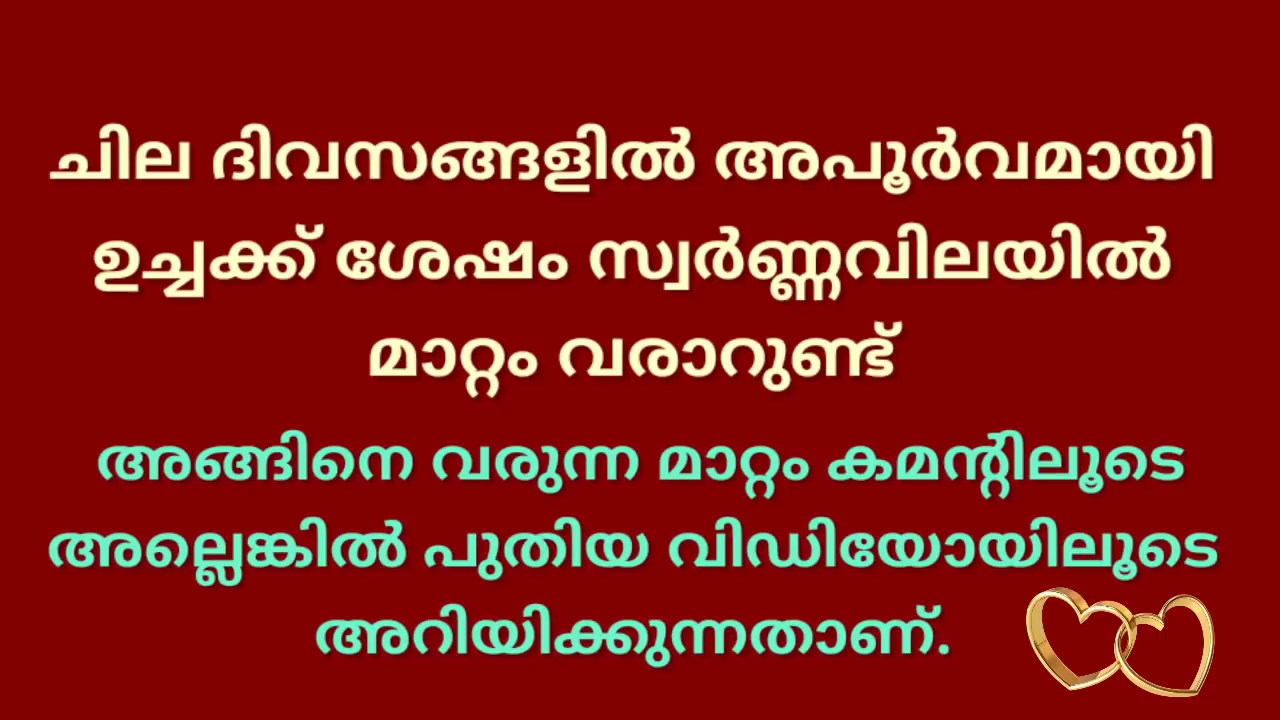 ചില ദിവസങ്ങളിൽ അപൂർവമായി
ഉച്ചക്ക് ശേഷം സ്വർണ്ണവിലയിൽ
മാറ്റം വരാറുണ്ട്
അങ്ങിനെ വരുന്ന മാറ്റം കമന്റിലൂടെ
അല്ലെങ്കിൽ പുതിയ വിഡിയോയിലൂടെ
അറിയിക്കുന്നതാണ്.